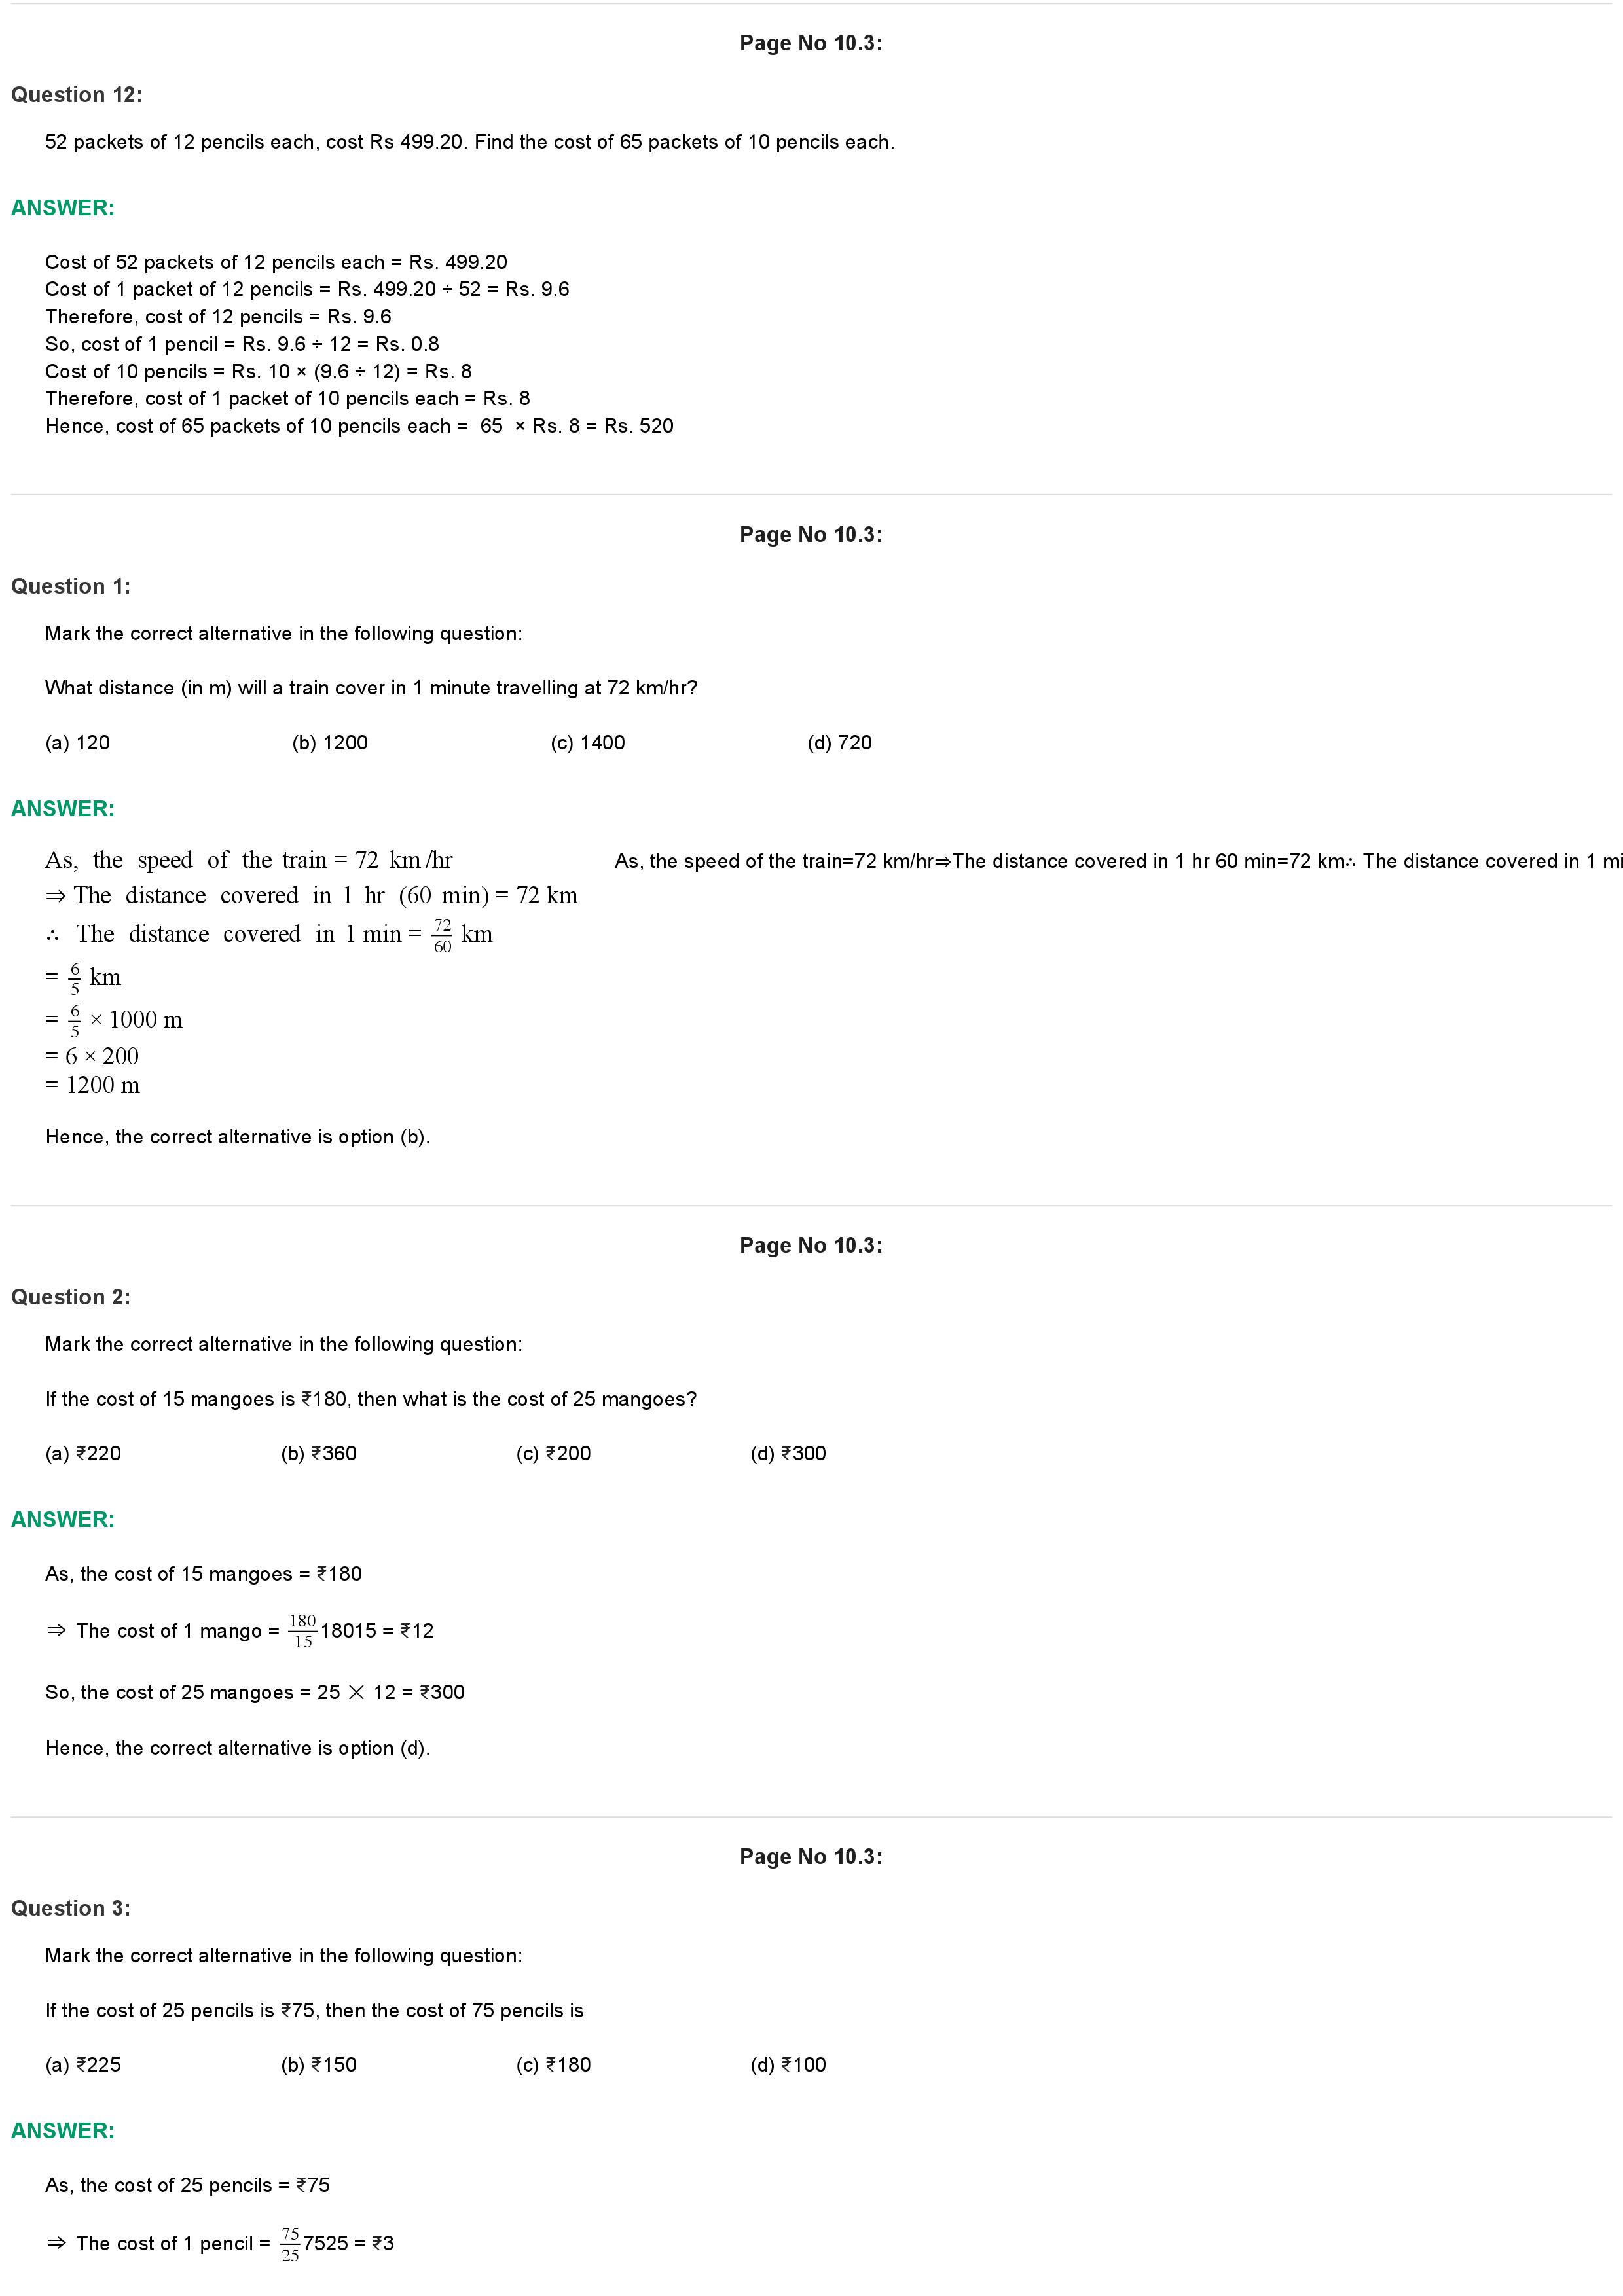 Page No 10.3:
Question 12:
52 packets of 12 pencils each, cost Rs 499.20. Find the cost of 65 packets of 10 pencils each.
ANSWER:
Cost of 52 packets of 12 pencils each = Rs. 499.20
Cost of 1 packet of 12 pencils = Rs. 499.20 ÷ 52 = Rs. 9.6
Therefore, cost of 12 pencils = Rs. 9.6
So, cost of 1 pencil = Rs. 9.6 ÷ 12 = Rs. 0.8
Cost of 10 pencils = Rs. 10 × (9.6 ÷ 12) = Rs. 8
Therefore, cost of 1 packet of 10 pencils each = Rs. 8
Hence, cost of 65 packets of 10 pencils each = 65 × Rs. 8 = Rs. 520
Page No 10.3:
Question 1:
Mark the correct alternative in the following question:
What distance (in m) will a train cover in 1 minute travelling at 72 km/hr?
(a) 120 (b) 1200 (c) 1400 (d) 720
ANSWER:
As, the speed of the train = 72 km/hr As, the speed of the train=72 km/hr⇒The distance covered in 1 hr 60 min=72 km∴ The distance covered in 1 mi
⇒ The distance covered in 1 hr (60 min) = 72 km
∴ The distance covered in 1 min = 72/60 km
= 6/5 km
= 6/5 × 1000 m
= 6 × 200
= 1200 m
Hence, the correct alternative is option (b).
Page No 10.3:
Question 2:
Mark the correct alternative in the following question:
If the cost of 15 mangoes is ₹180, then what is the cost of 25 mangoes?
(a) ₹220 (b) ₹360 (c) ₹200 (d) ₹300
ANSWER:
As, the cost of 15 mangoes = ₹180
⇒ The cost of 1 mango = 180/15 18015 = ₹12
So, the cost of 25 mangoes = 25 × 12 = ₹300
Hence, the correct alternative is option (d).
Page No 10.3:
Question 3:
Mark the correct alternative in the following question:
If the cost of 25 pencils is ₹75, then the cost of 75 pencils is
(a) ₹225 (b) ₹150 (c) ₹180 (d) ₹100
ANSWER:
As, the cost of 25 pencils = ₹75
⇒ The cost of 1 pencil = 75/25 7525 = ₹3